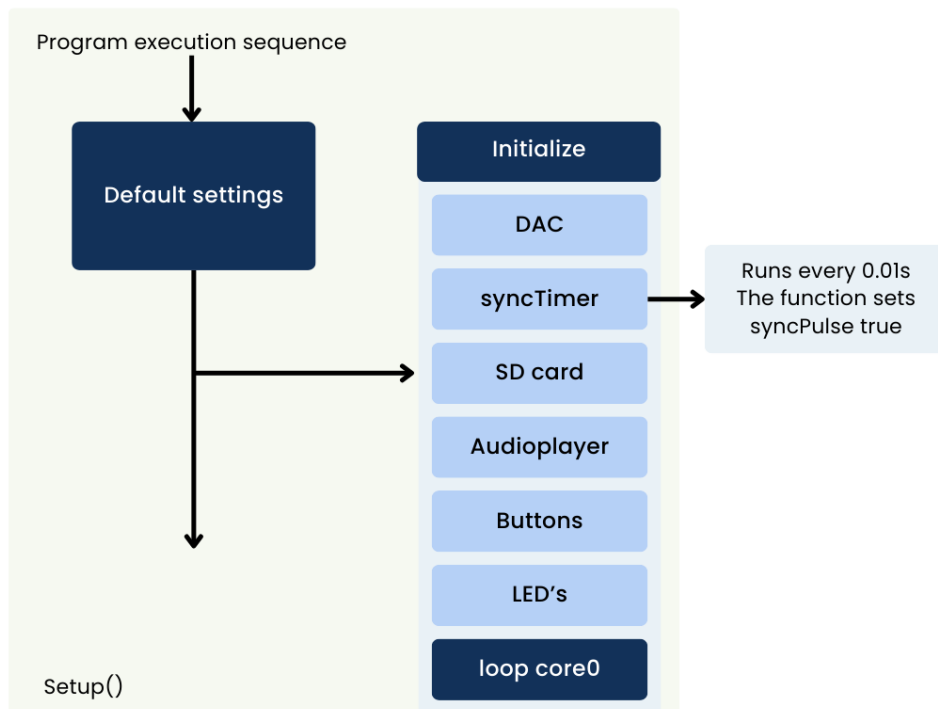 Program execution sequence
Default settings
Initialize
DAC
syncTimer
Runs every 0.01s
The function sets
syncPulse true
SD card
Audioplayer
Buttons
LED’s
loop core0
Setup()